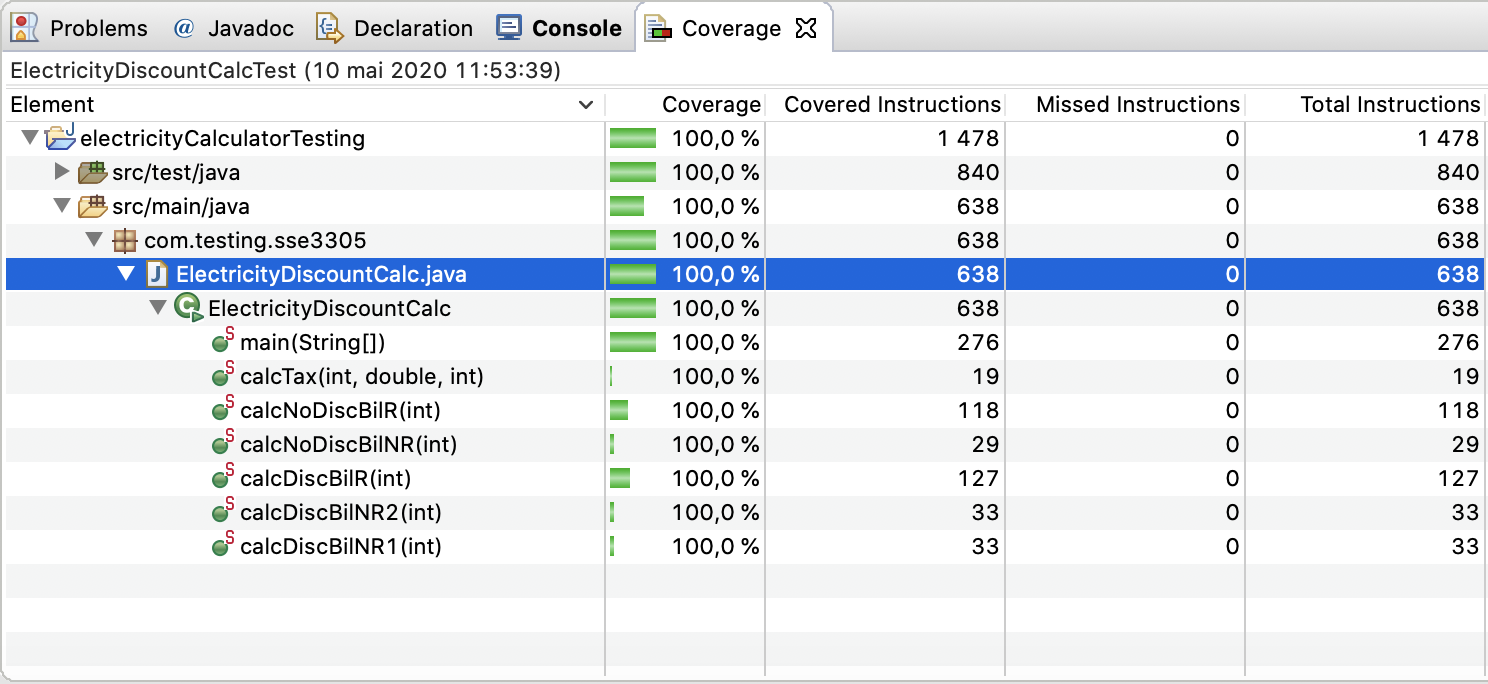 Problems @ Javadoc Declaration Console Coverage
ElectricityDiscountCalcTest (10 mai 2020 11:53:39)
Element Coverage Covered Instructions Missed Instructions Total Instructions
electricityCalculatorTesting 100,0 % 1 478 0 1 478
src/test/java 100,0 % 840 0 840
src/main/java 100,0 % 638 0 638
com.testing.sse3305 100,0 % 638 0 638
ElectricityDiscountCalc.java 100,0 % 638 0 638
ElectricityDiscountCalc 100,0 % 638 0 638
main(String[]) 100,0 % 276 0 276
calcTax(int, double, int) 100,0 % 19 0 19
calcNoDiscBilR(int) 100,0 % 118 0 118
calcNoDiscBilNR(int) 100,0 % 29 0 29
calcDiscBilR(int) 100,0 % 127 0 127
calcDiscBilNR2(int) 100,0 % 33 0 33
calcDiscBilNR1(int) 100,0 % 33 0 33